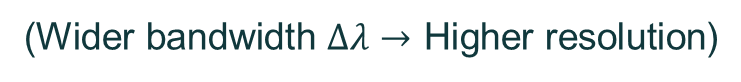 (Wider bandwidth Δλ → Higher resolution)